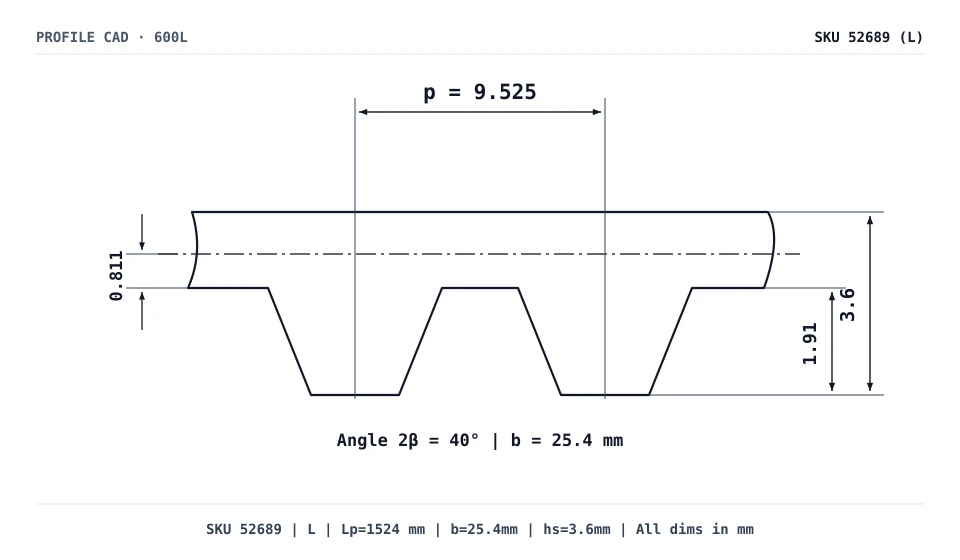 PROFILE CAD · 600L
SKU 52689 (L)
p = 9.525
0.811
3.6
1.91
Angle 2β = 40° | b = 25.4 mm
SKU 52689 | L | Lp=1524 mm | b=25.4mm | hs=3.6mm | All dims in mm